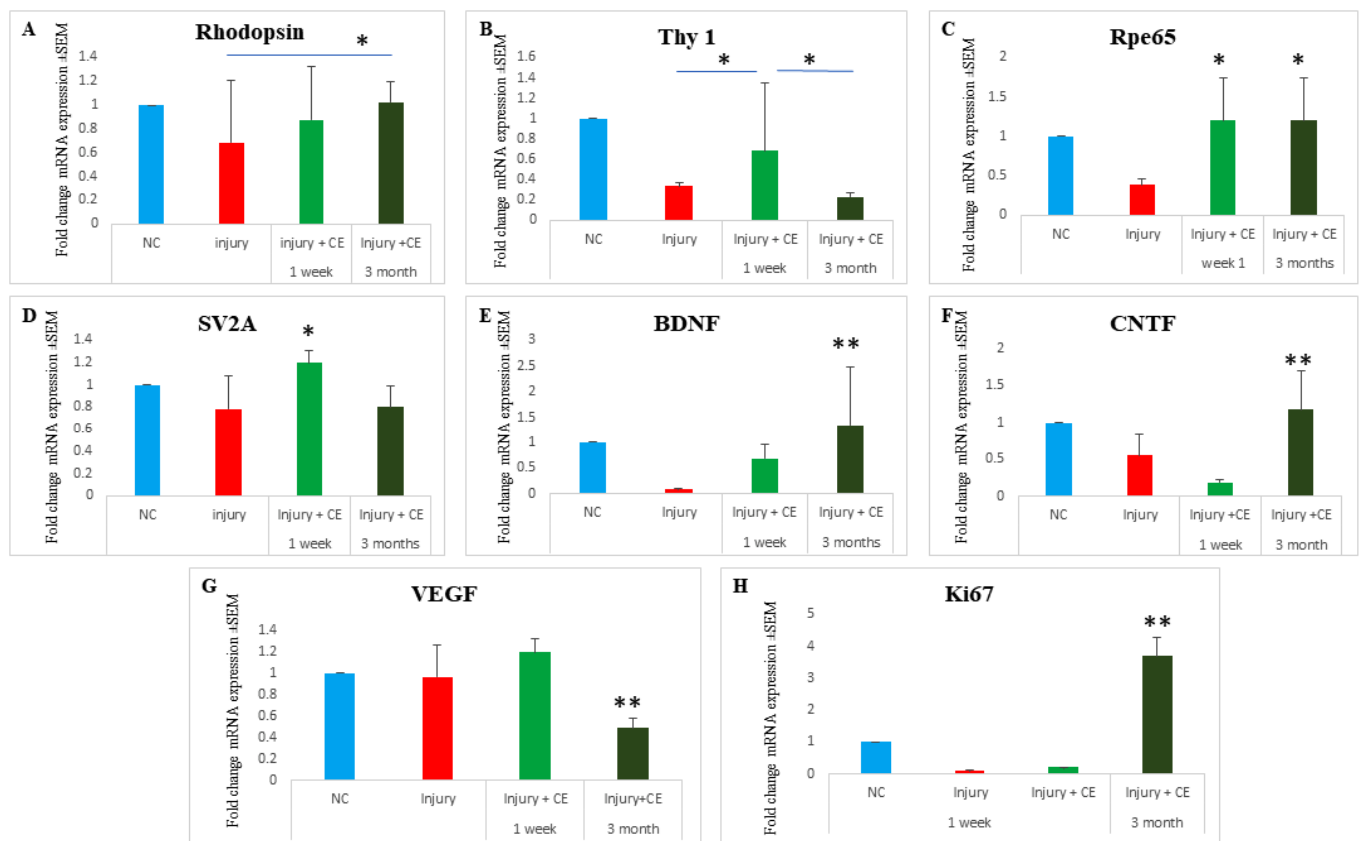 A
Rhodopsin
*
Fold change mRNA expression ±SEM
1.4
1.2
1
0.8
0.6
0.4
0.2
0
NC
injury
injury + CE
Injury +CE
1 week
3 month
B
Thy 1
*
*
Fold change mRNA expression ±SEM
1.6
1.4
1.2
1
0.8
0.6
0.4
0.2
0
NC
Injury
Injury + CE
Injury + CE
1 week
3 month
C
Rpe65
*
*
Fold change mRNA expression ±SEM
2
1.5
1
0.5
0
NC
Injury
Injury + CE
Injury + CE
week 1
3 months
D
SV2A
*
Fold change mRNA expression ±SEM
1.4
1.2
1
0.8
0.6
0.4
0.2
0
NC
injury
Injury + CE
Injury + CE
1 week
3 months
E
BDNF
**
Fold change mRNA expression ±SEM
3
2.5
2
1.5
1
0.5
0
NC
Injury
Injury + CE
Injury + CE
1 week
3 months
F
CNTF
**
Fold change mRNA expression ±SEM
2
1.5
1
0.5
0
NC
Injury
Injury +CE
Injury +CE
1 week
3 month
G
VEGF
**
Fold change mRNA expression ±SEM
1.4
1.2
1
0.8
0.6
0.4
0.2
0
NC
Injury
Injury + CE
Injury+CE
1 week
3 month
H
Ki67
**
Fold change mRNA expression ±SEM
5
4
3
2
1
0
NC
Injury
Injury + CE
Injury + CE
1 week
3 month